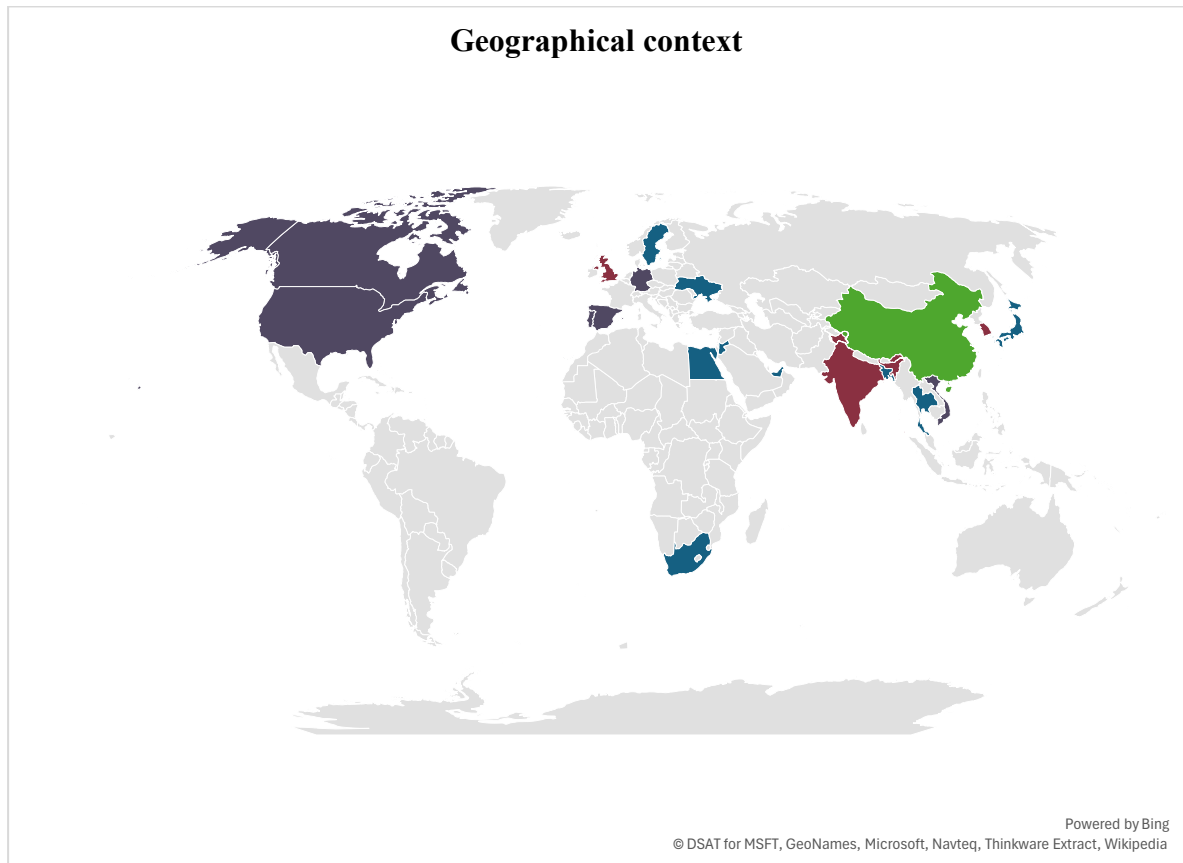 Geographical context
Powered by Bing
© DSAT for MSFT, GeoNames, Microsoft, Navteq, Thinkware Extract, Wikipedia